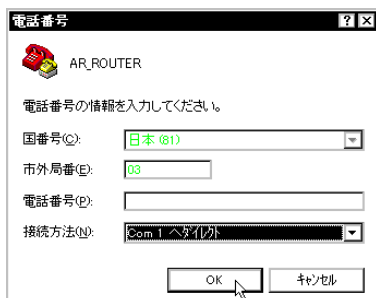 電話番号
AR_ROUTER
電話番号の情報を入力してください。
国番号(C): 日本 (81)
市外局番(E): 03
電話番号(P):
接続方法(N): Com 1 へダイレクト
OK キャンセル